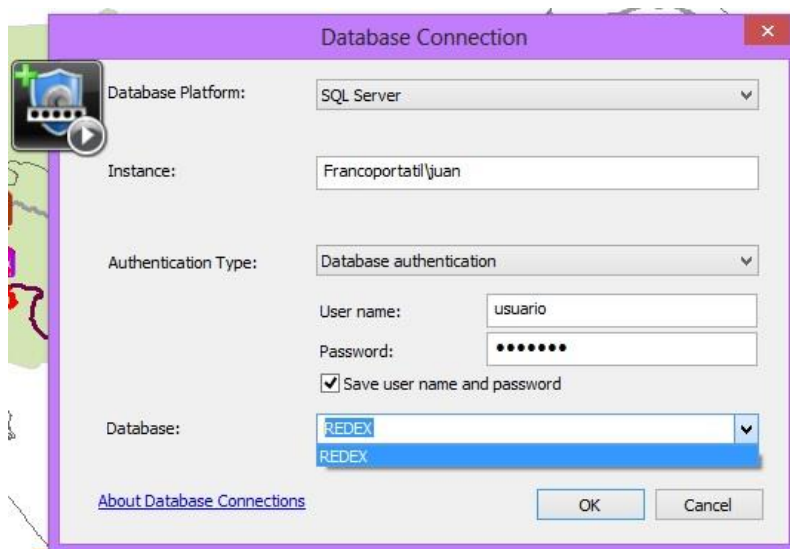 Database Connection
Database Platform:
SQL Server
Instance:
Francoportatil\juan
Authentication Type:
Database authentication
User name:
usuario
Password:
•••••••
Save user name and password
Database:
REDEX
REDEX
About Database Connections
OK
Cancel